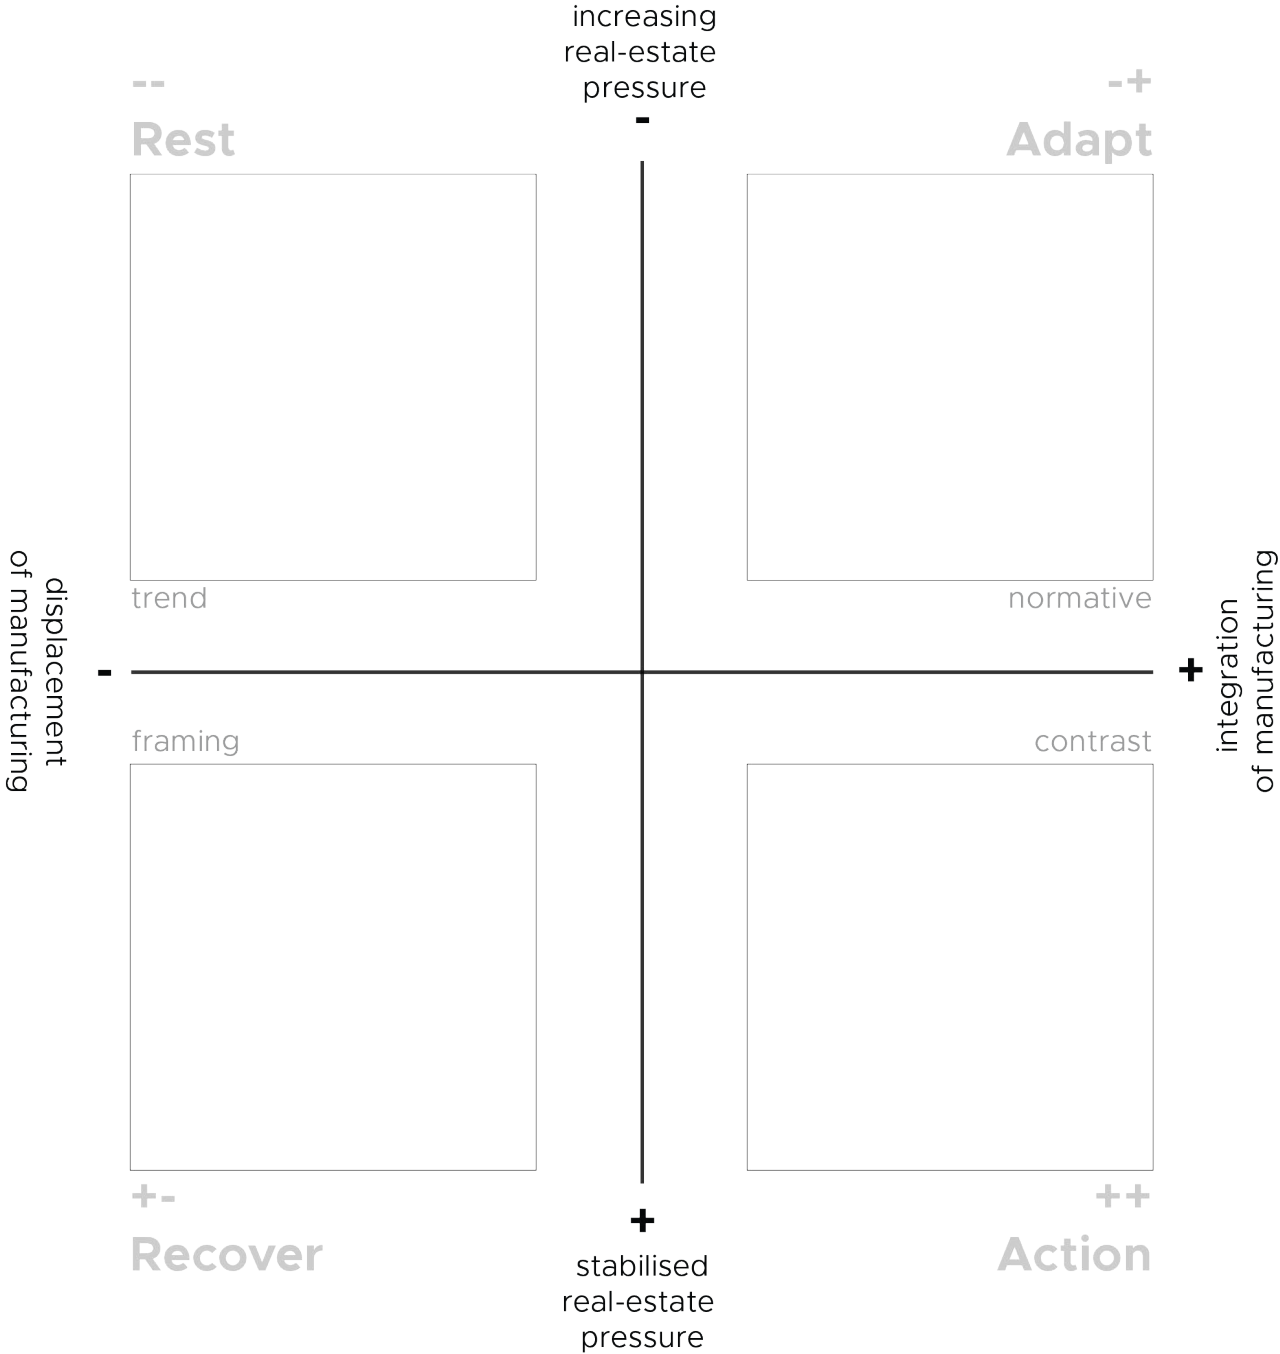 increasing
real-estate
pressure
-
--
Rest
-+
Adapt
trend
normative
displacement
of manufacturing
-
+
integration
of manufacturing
framing
contrast
+-
Recover
++
Action
+
stabilised
real-estate
pressure